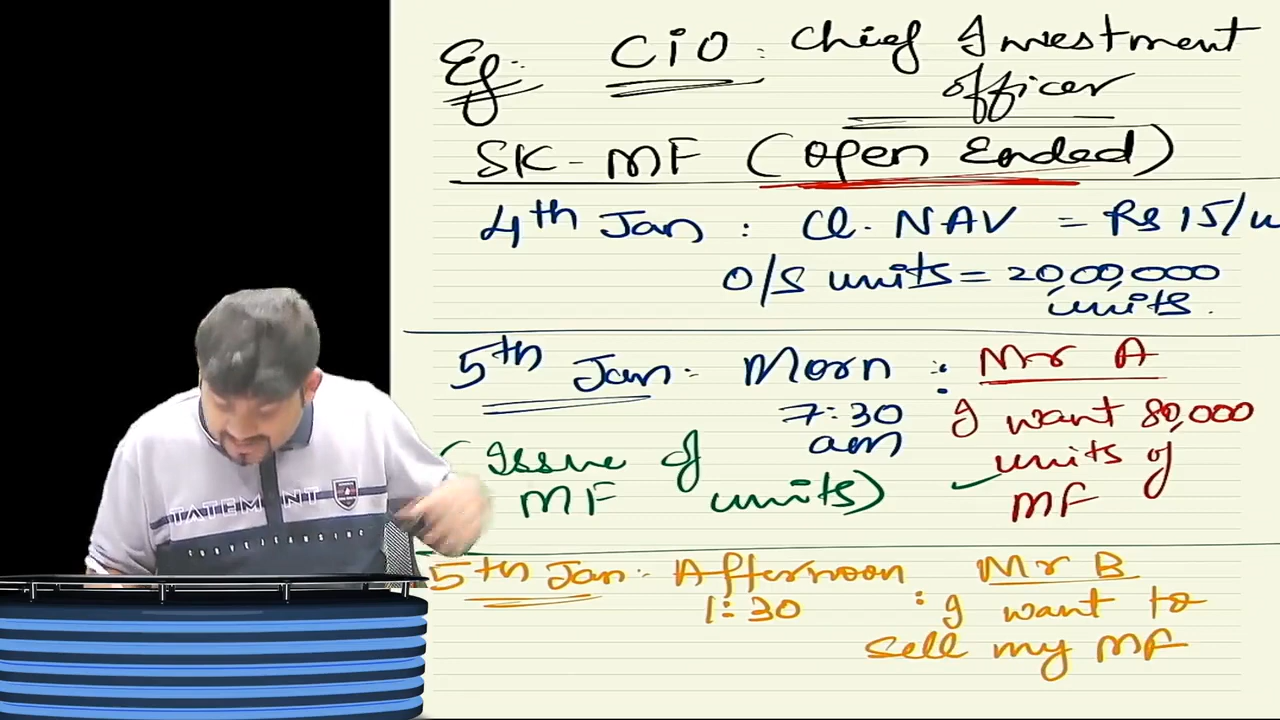 Eg:
CiO : Chief Investment
officer
SK-MF (Open Ended)
4th Jan : Cl. NAV = Rs 15/u
O/S units = 20,00,000
units.
5th Jan: Morn : Mr A
7:30 I want 80,000
am
(Issue of units of
MF units) ✓ MF
5th Jan: Afternoon Mr B
1:30 : I want to
sell my MF
TATEMENT